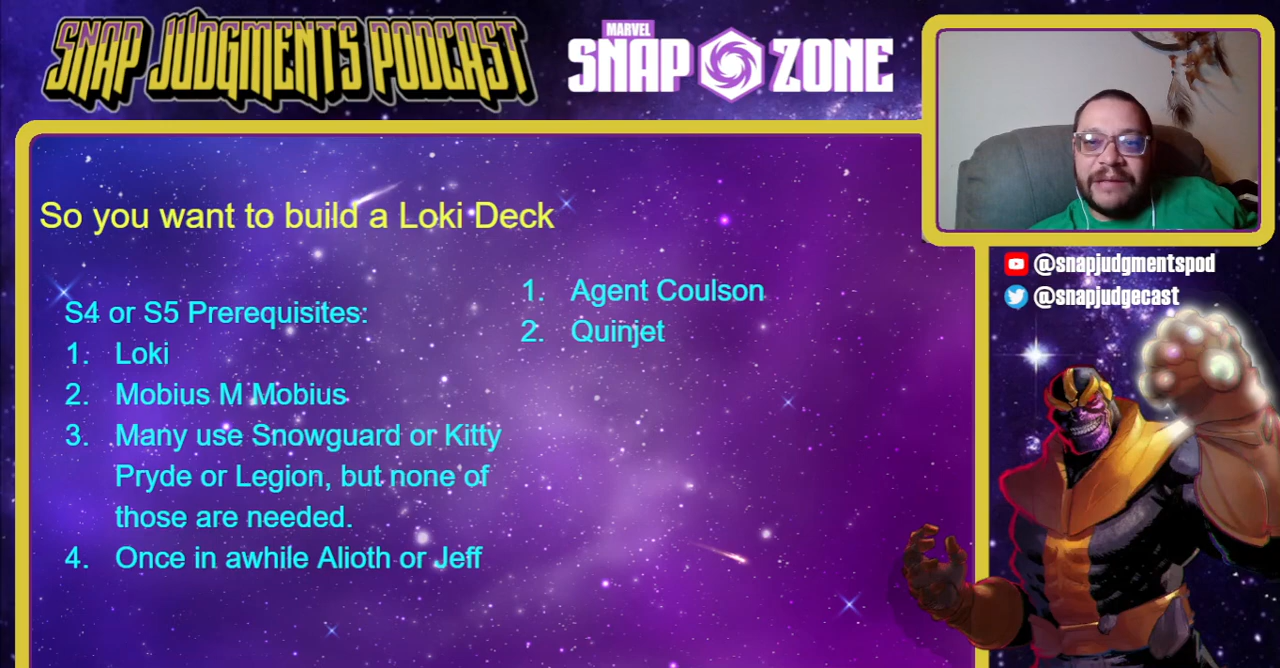 SNAP JUDGMENTS PODCAST
MARVEL
SNAP ZONE
So you want to build a Loki Deck
S4 or S5 Prerequisites:
1. Loki
2. Mobius M Mobius
3. Many use Snowguard or Kitty
Pryde or Legion, but none of
those are needed.
4. Once in awhile Alioth or Jeff
1. Agent Coulson
2. Quinjet
@snapjudgmentspod
@snapjudgecast